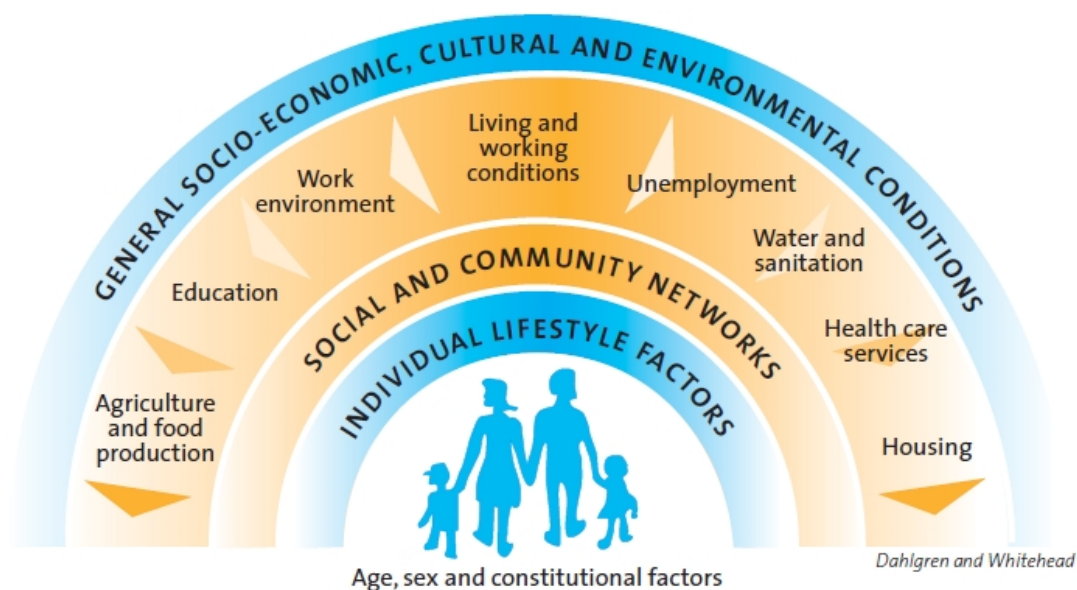 GENERAL SOCIO-ECONOMIC, CULTURAL AND ENVIRONMENTAL CONDITIONS
Living and
working
conditions
Work
environment
Unemployment
Water and
sanitation
Education
Health care
services
Agriculture
and food
production
Housing
SOCIAL AND COMMUNITY NETWORKS
INDIVIDUAL LIFESTYLE FACTORS
Age, sex and constitutional factors
Dahlgren and Whitehead